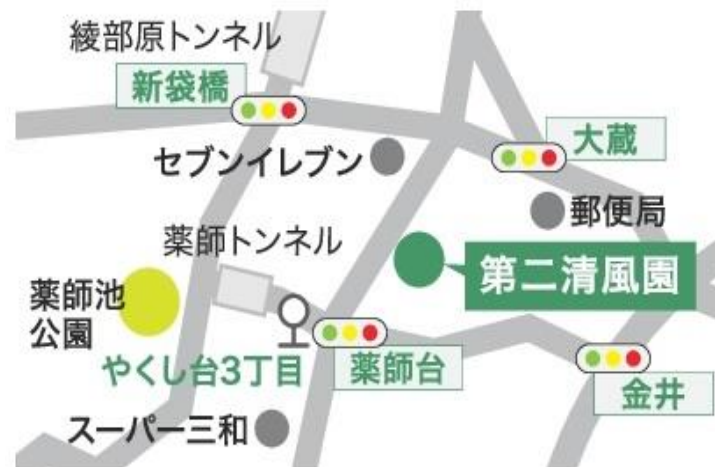 綾部原トンネル
新袋橋
セブンイレブン
大蔵
郵便局
薬師トンネル
第二清風園
薬師池
公園
やくし台3丁目
薬師台
金井
スーパー三和